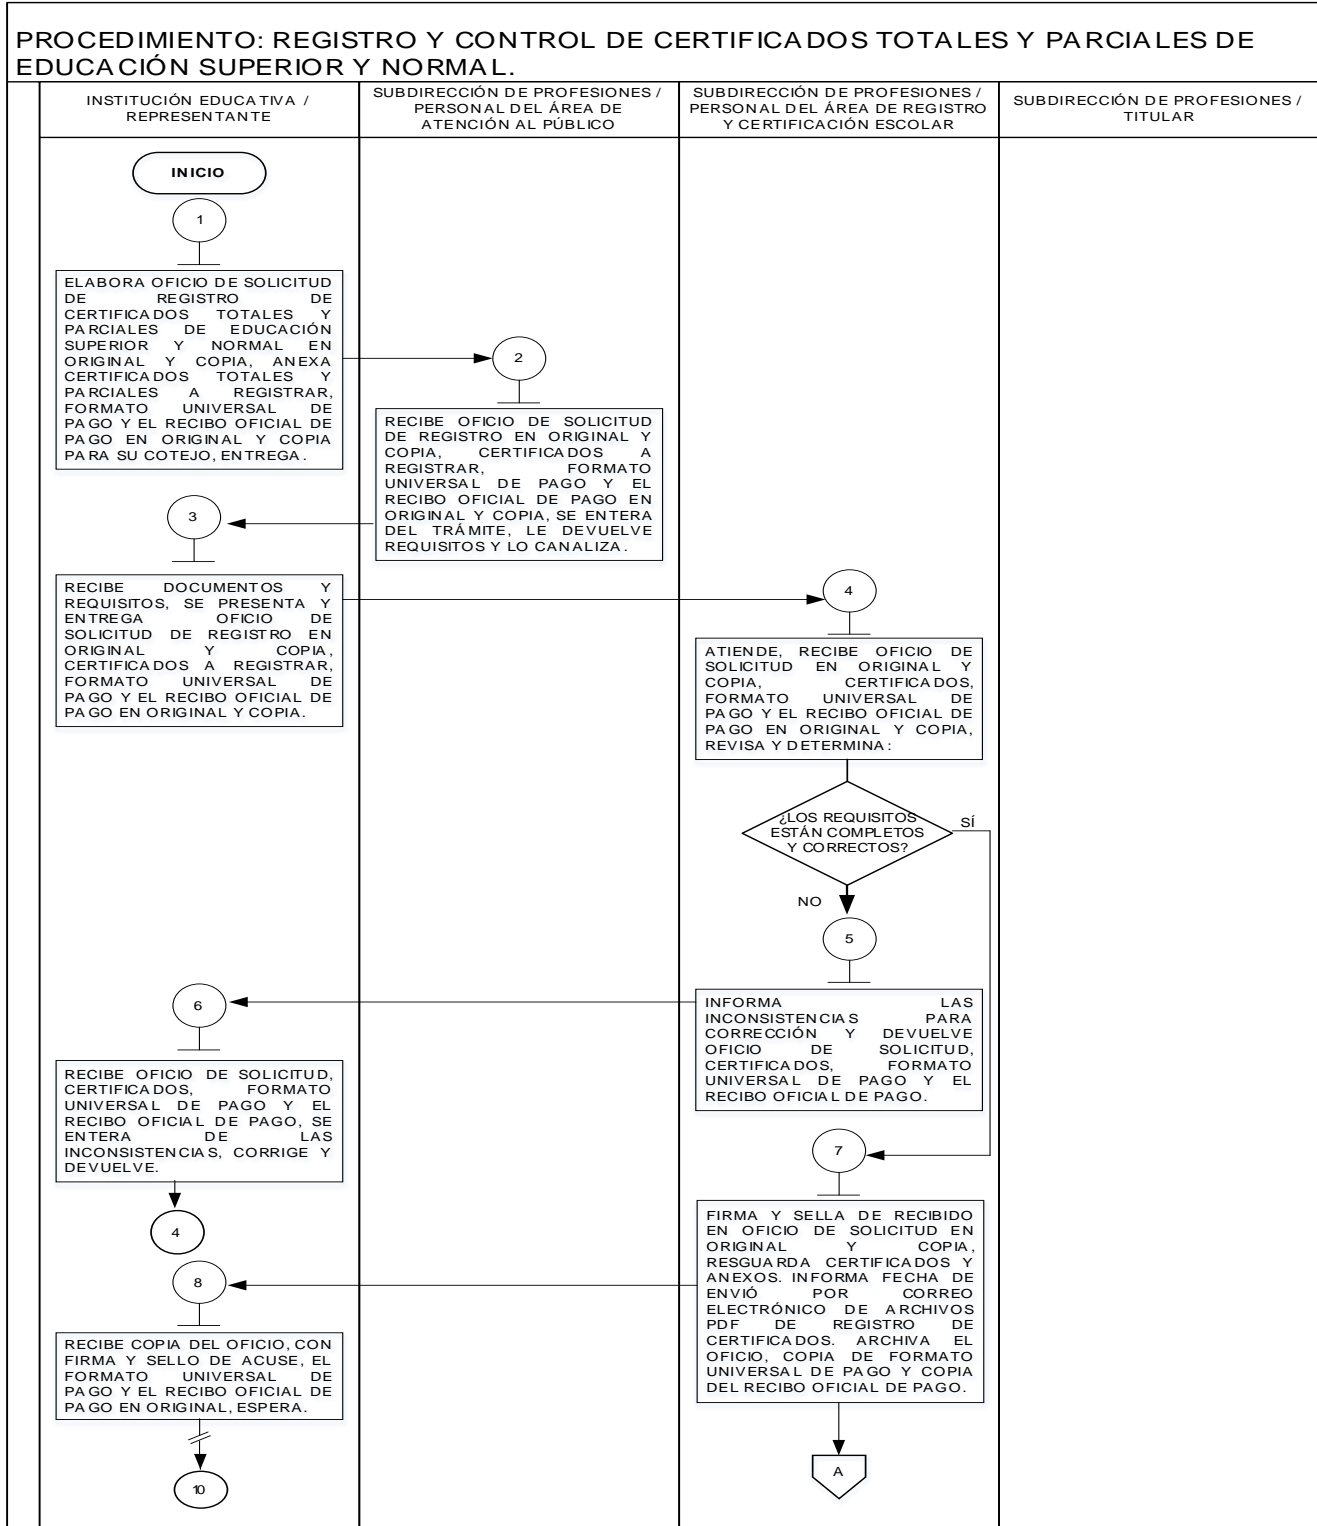 PROCEDIMIENTO: REGISTRO Y CONTROL DE CERTIFICADOS TOTALES Y PARCIALES DE
EDUCACIÓN SUPERIOR Y NORMAL.
INSTITUCIÓN EDUCATIVA /
REPRESENTANTE
SUBDIRECCIÓN DE PROFESIONES /
PERSONAL DEL ÁREA DE
ATENCIÓN AL PÚBLICO
SUBDIRECCIÓN DE PROFESIONES /
PERSONAL DEL ÁREA DE REGISTRO
Y CERTIFICACIÓN ESCOLAR
SUBDIRECCIÓN DE PROFESIONES /
TITULAR
INICIO
1
ELABORA OFICIO DE SOLICITUD
DE REGISTRO DE
CERTIFICADOS TOTALES Y
PARCIALES DE EDUCACIÓN
SUPERIOR Y NORMAL EN
ORIGINAL Y COPIA, ANEXA
CERTIFICADOS TOTALES Y
PARCIALES A REGISTRAR,
FORMATO UNIVERSAL DE
PAGO Y EL RECIBO OFICIAL DE
PAGO EN ORIGINAL Y COPIA
PARA SU COTEJO, ENTREGA.
2
RECIBE OFICIO DE SOLICITUD
DE REGISTRO EN ORIGINAL Y
COPIA, CERTIFICADOS A
REGISTRAR, FORMATO
UNIVERSAL DE PAGO Y EL
RECIBO OFICIAL DE PAGO EN
ORIGINAL Y COPIA, SE ENTERA
DEL TRÁMITE, LE DEVUELVE
REQUISITOS Y LO CANALIZA.
3
RECIBE DOCUMENTOS Y
REQUISITOS, SE PRESENTA Y
ENTREGA OFICIO DE
SOLICITUD DE REGISTRO EN
ORIGINAL Y COPIA,
CERTIFICADOS A REGISTRAR,
FORMATO UNIVERSAL DE
PAGO Y EL RECIBO OFICIAL DE
PAGO EN ORIGINAL Y COPIA.
4
ATIENDE, RECIBE OFICIO DE
SOLICITUD EN ORIGINAL Y
COPIA, CERTIFICADOS,
FORMATO UNIVERSAL DE
PAGO Y EL RECIBO OFICIAL DE
PAGO EN ORIGINAL Y COPIA,
REVISA Y DETERMINA:
¿LOS REQUISITOS
ESTÁN COMPLETOS
Y CORRECTOS?
SÍ
NO
5
INFORMA LAS
INCONSISTENCIAS PARA
CORRECCIÓN Y DEVUELVE
OFICIO DE SOLICITUD,
CERTIFICADOS, FORMATO
UNIVERSAL DE PAGO Y EL
RECIBO OFICIAL DE PAGO.
6
RECIBE OFICIO DE SOLICITUD,
CERTIFICADOS, FORMATO
UNIVERSAL DE PAGO Y EL
RECIBO OFICIAL DE PAGO, SE
ENTERA DE LAS
INCONSISTENCIAS, CORRIGE Y
DEVUELVE.
4
7
FIRMA Y SELLA DE RECIBIDO
EN OFICIO DE SOLICITUD EN
ORIGINAL Y COPIA,
RESGUARDA CERTIFICADOS Y
ANEXOS. INFORMA FECHA DE
ENVIÓ POR CORREO
ELECTRÓNICO DE ARCHIVOS
PDF DE REGISTRO DE
CERTIFICADOS. ARCHIVA EL
OFICIO, COPIA DE FORMATO
UNIVERSAL DE PAGO Y COPIA
DEL RECIBO OFICIAL DE PAGO.
8
RECIBE COPIA DEL OFICIO, CON
FIRMA Y SELLO DE ACUSE, EL
FORMATO UNIVERSAL DE
PAGO Y EL RECIBO OFICIAL DE
PAGO EN ORIGINAL, ESPERA.
10
A